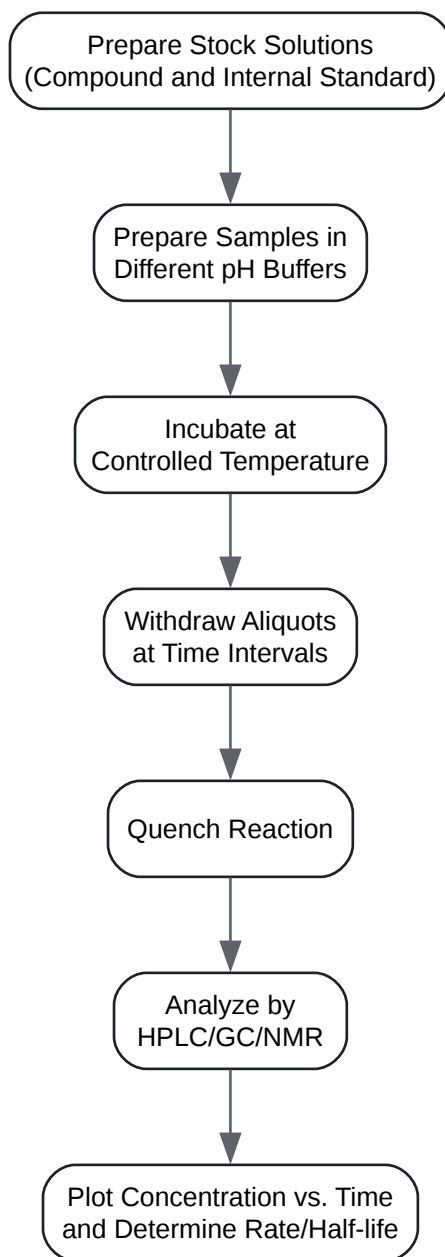 Prepare Stock Solutions
(Compound and Internal Standard)
Prepare Samples in
Different pH Buffers
Incubate at
Controlled Temperature
Withdraw Aliquots
at Time Intervals
Quench Reaction
Analyze by
HPLC/GC/NMR
Plot Concentration vs. Time
and Determine Rate/Half-life